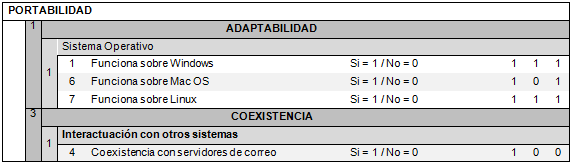 PORTABILIDAD
1 ADAPTABILIDAD
1 Sistema Operativo
1 Funciona sobre Windows Si = 1 / No = 0 1 1 1
6 Funciona sobre Mac OS Si = 1 / No = 0 1 0 1
7 Funciona sobre Linux Si = 1 / No = 0 1 1 1
3 COEXISTENCIA
1 Interactuación con otros sistemas
4 Coexistencia con servidores de correo Si = 1 / No = 0 1 0 0